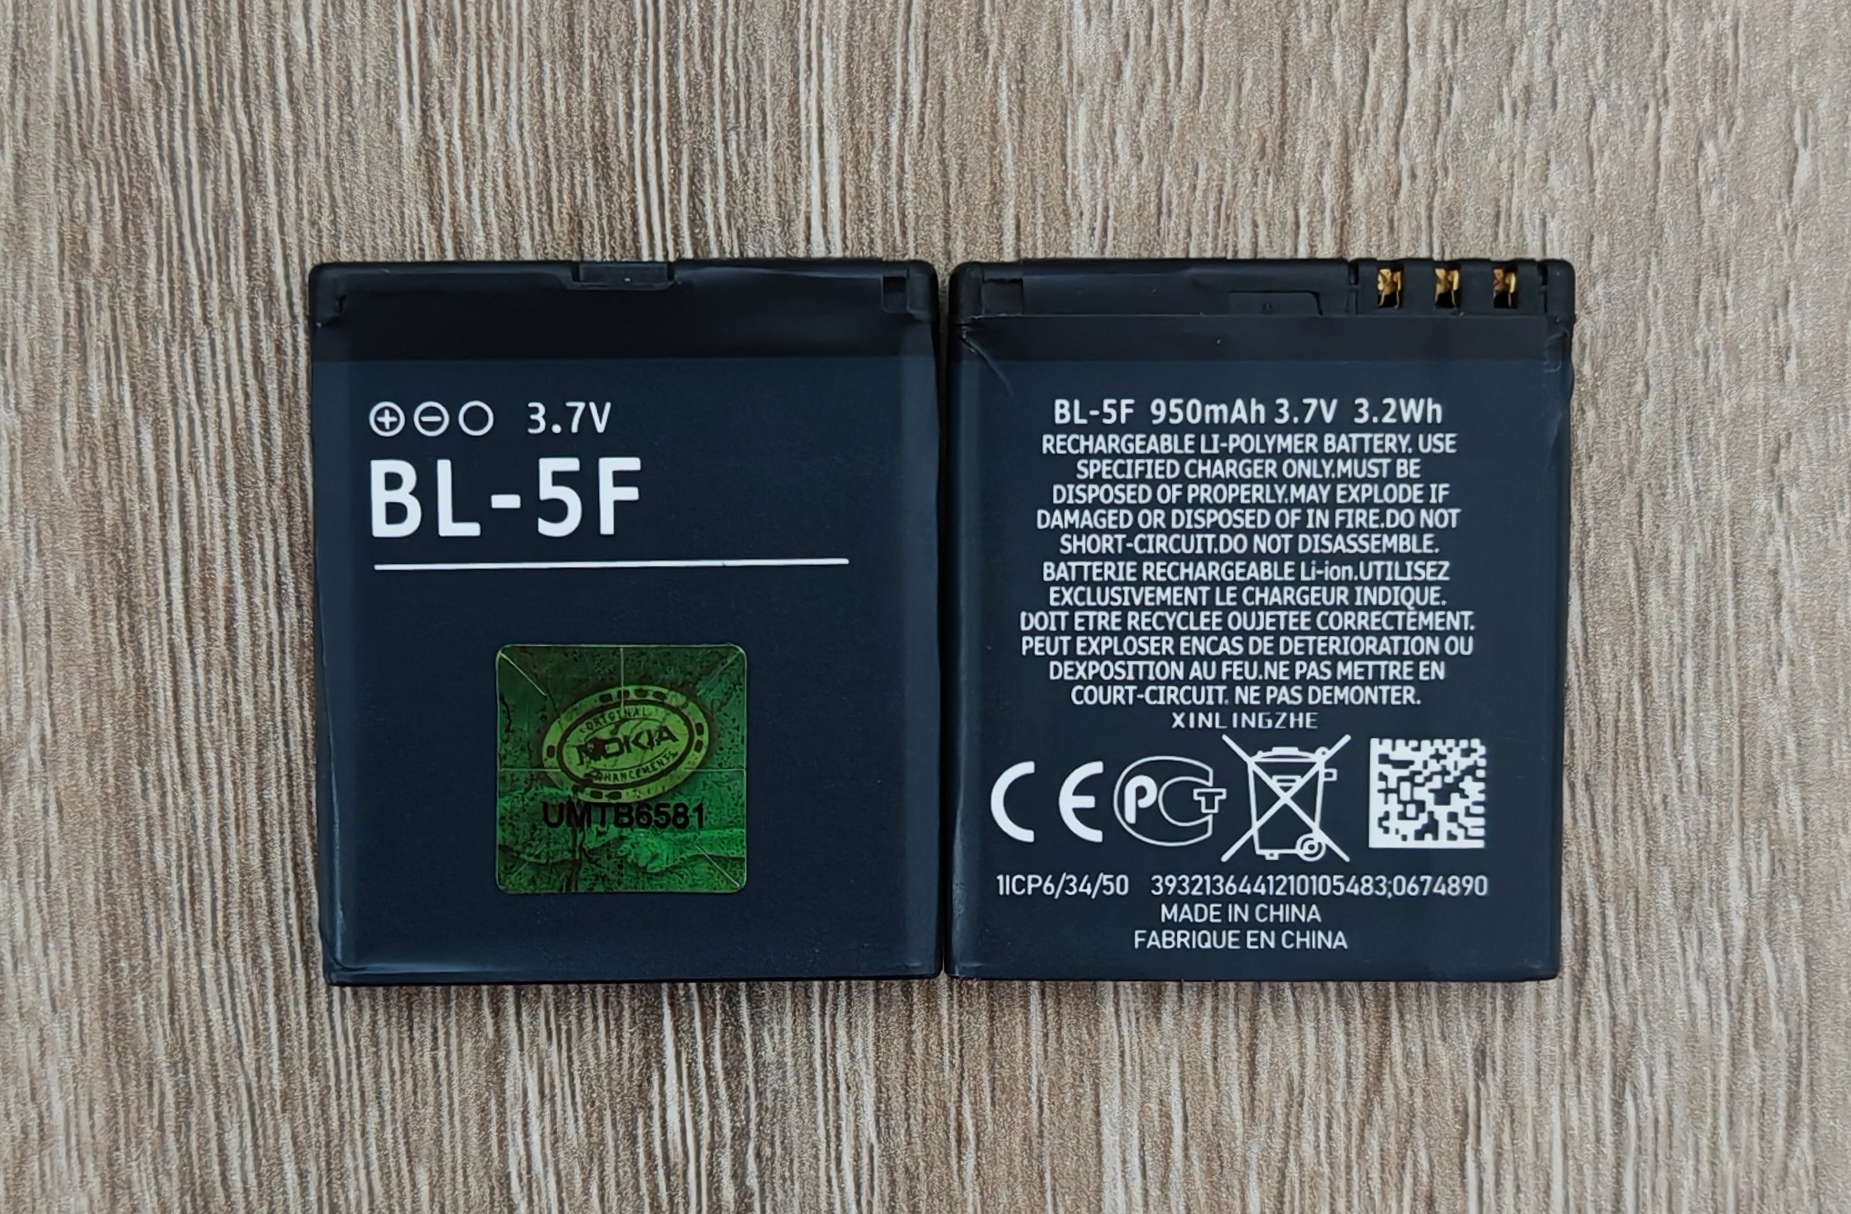 3.7V
BL-5F
ORIGINAL
NOKIA
ENHANCEMENTS
UMTB6581
BL-5F 950mAh 3.7V 3.2Wh
RECHARGEABLE LI-POLYMER BATTERY. USE
SPECIFIED CHARGER ONLY.MUST BE
DISPOSED OF PROPERLY.MAY EXPLODE IF
DAMAGED OR DISPOSED OF IN FIRE.DO NOT
SHORT-CIRCUIT.DO NOT DISASSEMBLE.
BATTERIE RECHARGEABLE Li-ion.UTILISEZ
EXCLUSIVEMENT LE CHARGEUR INDIQUE.
DOIT ETRE RECYCLEE OUJETEE CORRECTEMENT.
PEUT EXPLOSER ENCAS DE DETERIORATION OU
DEXPOSITION AU FEU.NE PAS METTRE EN
COURT-CIRCUIT. NE PAS DEMONTER.
XINLINGZHE
CE PCT
1ICP6/34/50 3932136441210105483;0674890
MADE IN CHINA
FABRIQUE EN CHINA